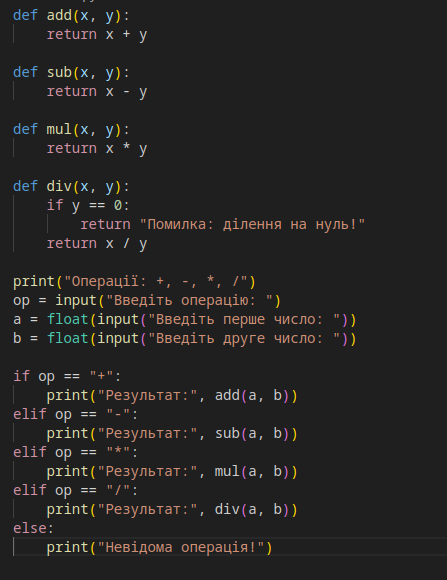 def add(x, y):
    return x + y

def sub(x, y):
    return x - y

def mul(x, y):
    return x * y

def div(x, y):
    if y == 0:
        return "Помилка: ділення на нуль!"
    return x / y

print("Операції: +, -, *, /")
op = input("Введіть операцію: ")
a = float(input("Введіть перше число: "))
b = float(input("Введіть друге число: "))

if op == "+":
    print("Результат:", add(a, b))
elif op == "-":
    print("Результат:", sub(a, b))
elif op == "*":
    print("Результат:", mul(a, b))
elif op == "/":
    print("Результат:", div(a, b))
else:
    print("Невідома операція!")